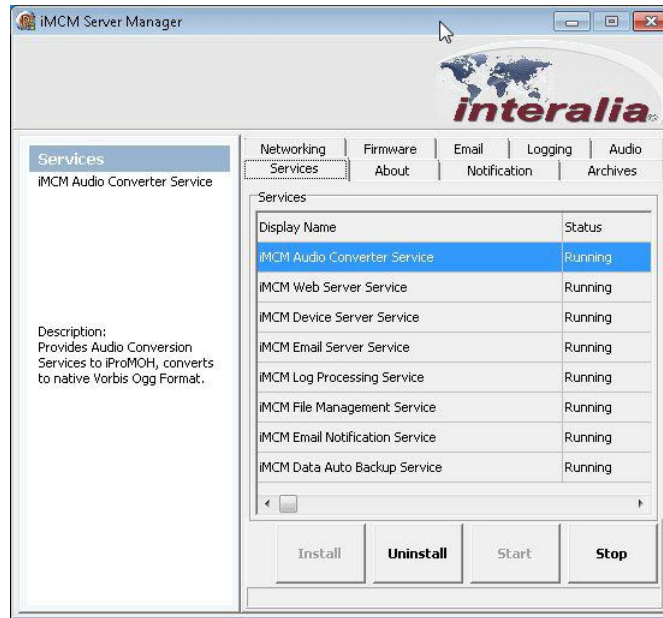 iMCM Server Manager
interalia
Services
iMCM Audio Converter Service
Description:
Provides Audio Conversion
Services to iProMOH, converts
to native Vorbis Ogg Format.
Networking Firmware Email Logging Audio
Services About Notification Archives
Services
Display Name Status
iMCM Audio Converter Service Running
iMCM Web Server Service Running
iMCM Device Server Service Running
iMCM Email Server Service Running
iMCM Log Processing Service Running
iMCM File Management Service Running
iMCM Email Notification Service Running
iMCM Data Auto Backup Service Running
Install Uninstall Start Stop